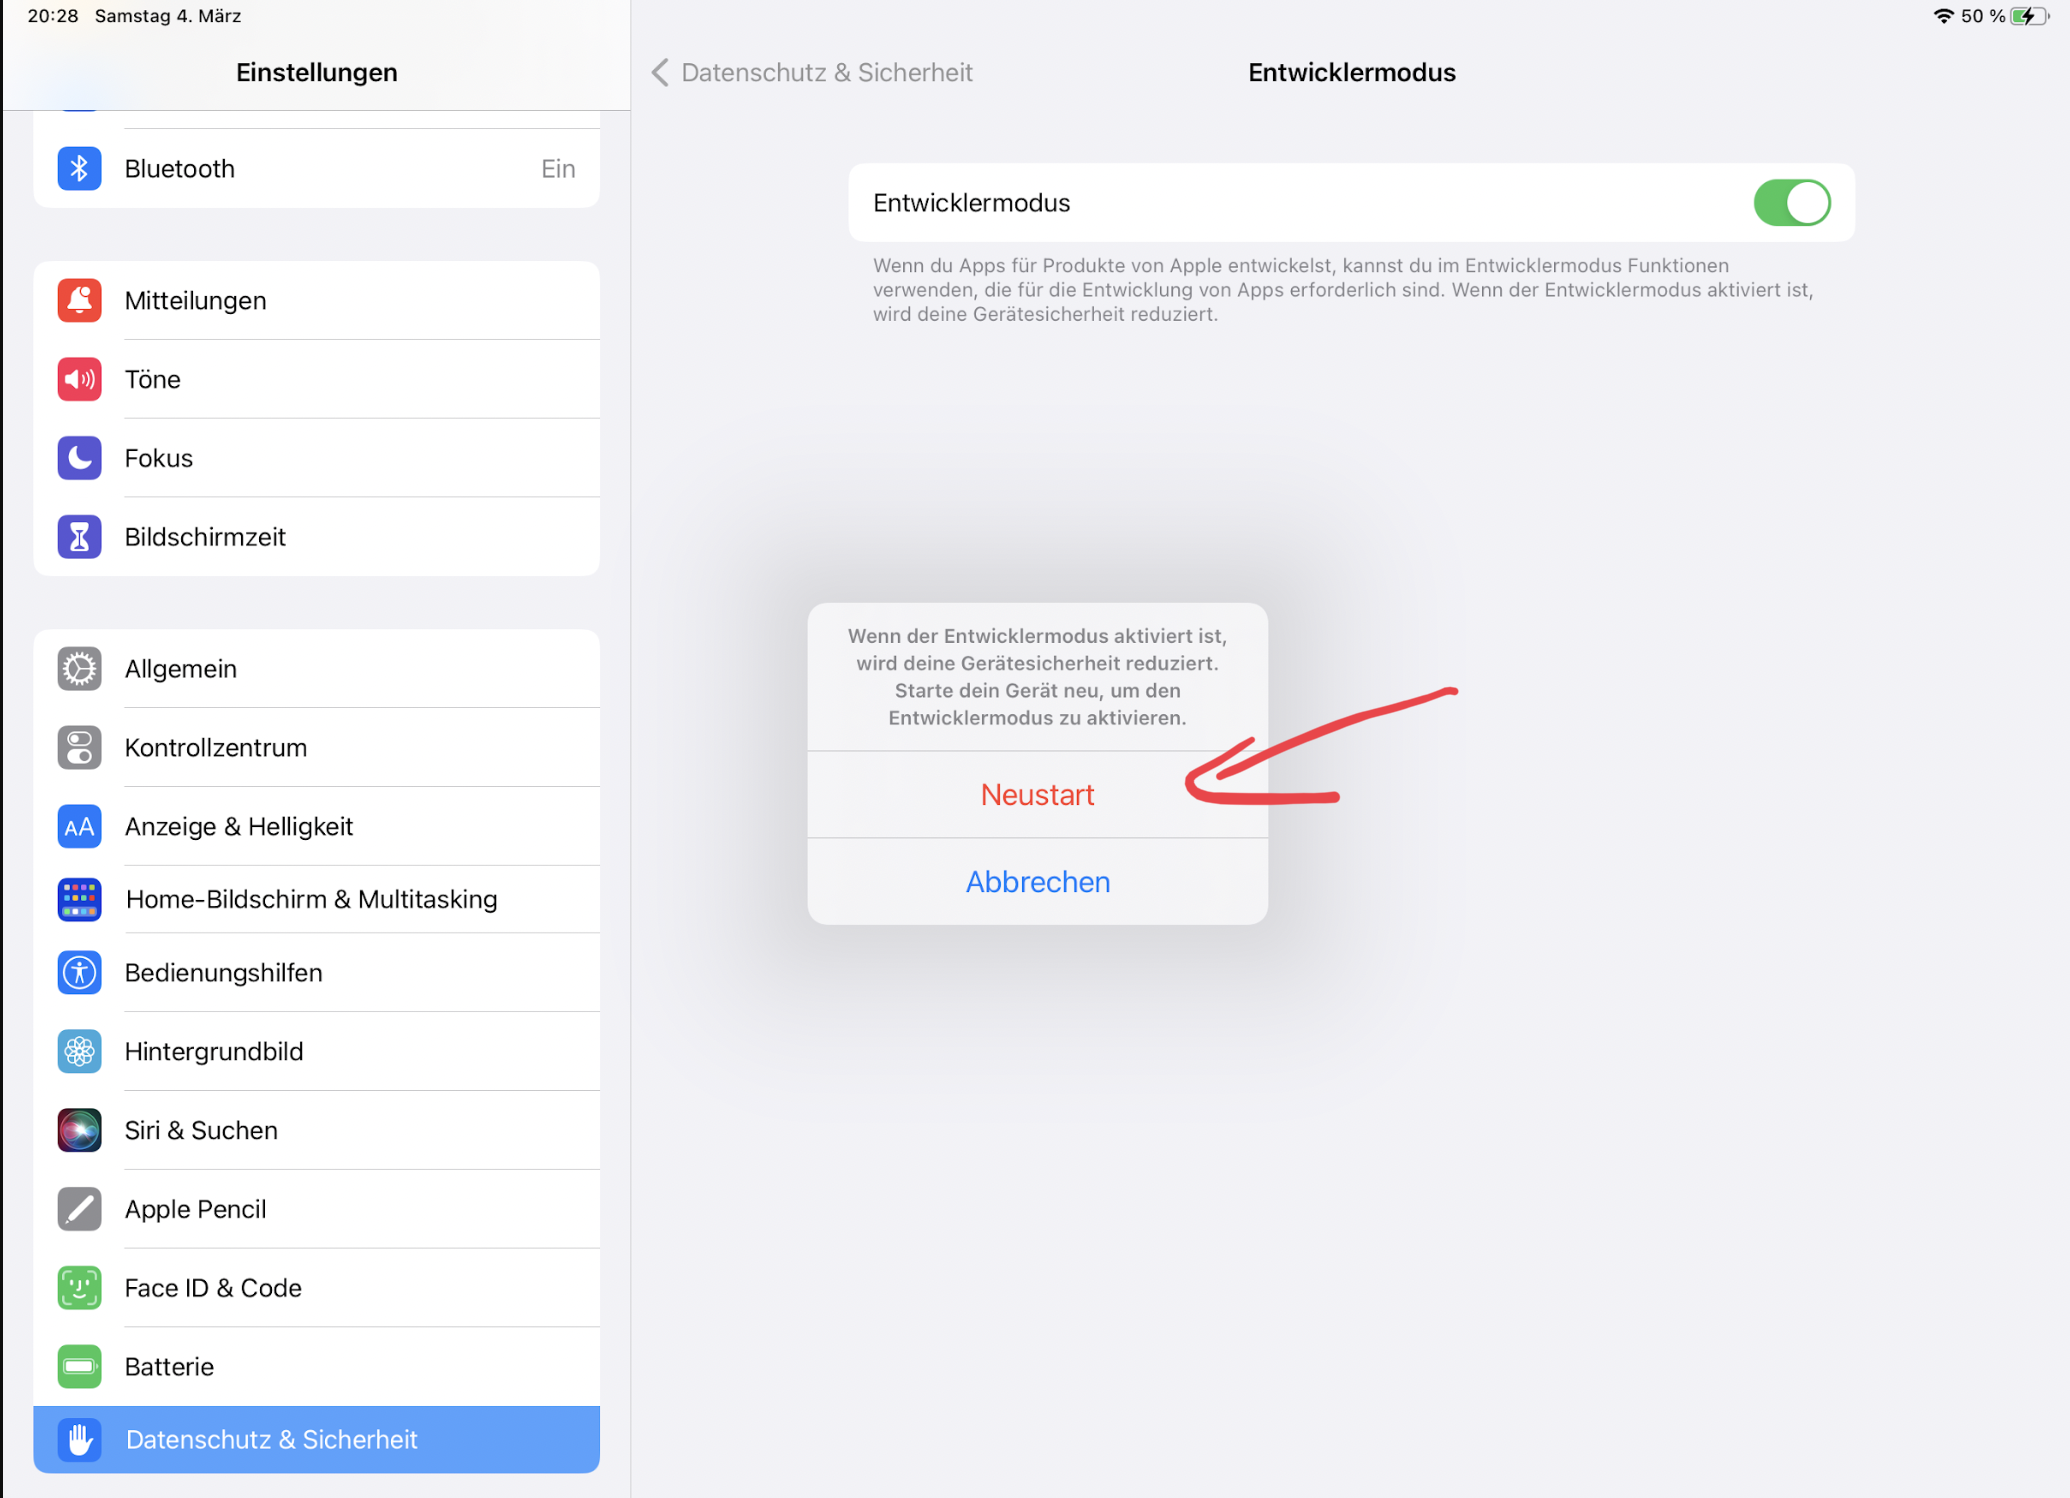 20:28 Samstag 4. März
50 %
Einstellungen
Bluetooth Ein
Mitteilungen
Töne
Fokus
Bildschirmzeit
Allgemein
Kontrollzentrum
AA Anzeige & Helligkeit
Home-Bildschirm & Multitasking
Bedienungshilfen
Hintergrundbild
Siri & Suchen
Apple Pencil
Face ID & Code
Batterie
Datenschutz & Sicherheit
Datenschutz & Sicherheit
Entwicklermodus
Entwicklermodus
Wenn du Apps für Produkte von Apple entwickelst, kannst du im Entwicklermodus Funktionen
verwenden, die für die Entwicklung von Apps erforderlich sind. Wenn der Entwicklermodus aktiviert ist,
wird deine Gerätesicherheit reduziert.
Wenn der Entwicklermodus aktiviert ist,
wird deine Gerätesicherheit reduziert.
Starte dein Gerät neu, um den
Entwicklermodus zu aktivieren.
Neustart
Abbrechen